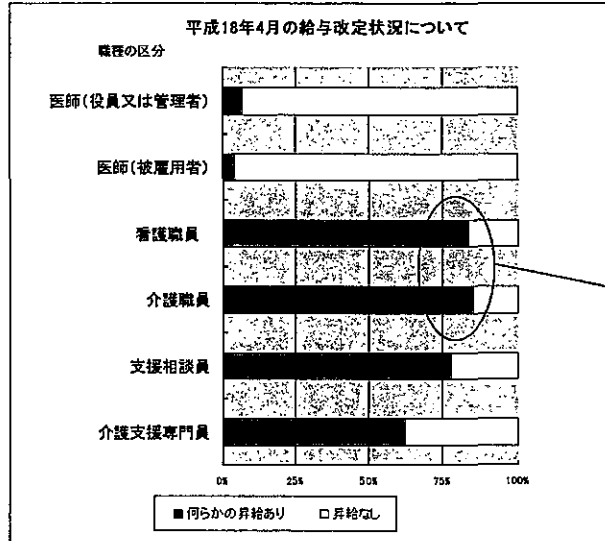 平成18年4月の給与改定状況について
職種の区分
医師(役員又は管理者)
医師(被雇用者)
看護職員
介護職員
支援相談員
介護支援専門員
0% 25% 50% 75% 100%
■何らかの昇給あり □昇給なし